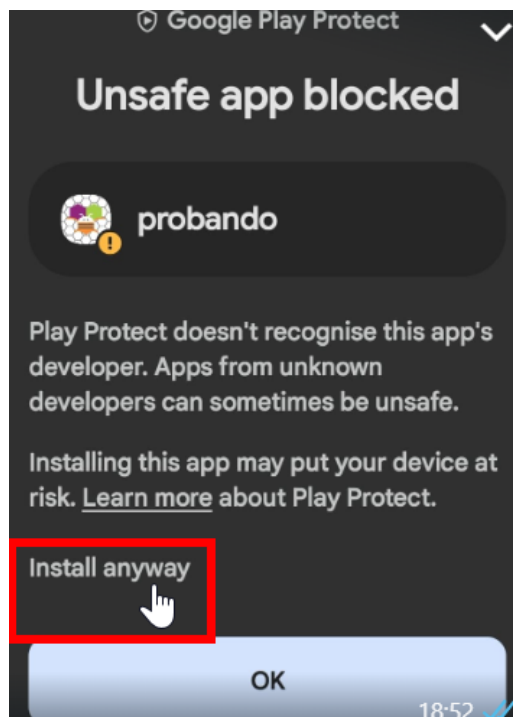 Google Play Protect
Unsafe app blocked
probando
Play Protect doesn't recognise this app's
developer. Apps from unknown
developers can sometimes be unsafe.
Installing this app may put your device at
risk. Learn more about Play Protect.
Install anyway
OK
18:52